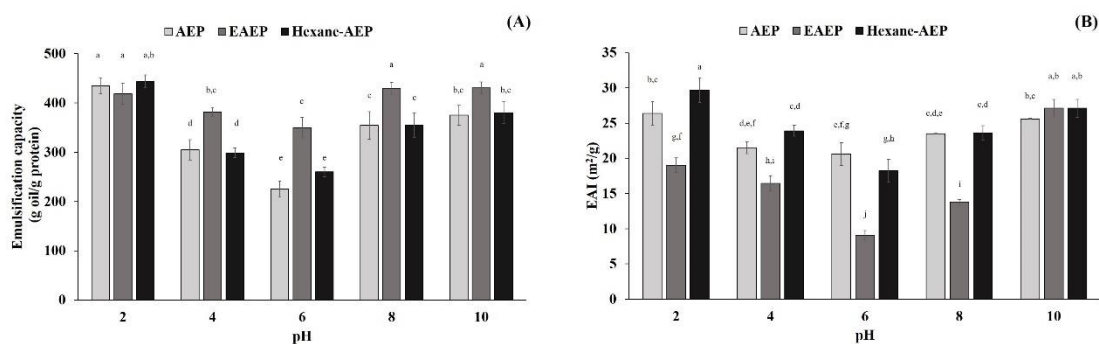 (A)
AEP EAEP Hexane-AEP
Emulsification capacity
(g oil/g protein)
500
400
300
200
100
0
a a a,b
d b,c d
e c e
c a c
b,c a b,c
2 4 6 8 10
pH
(B)
AEP EAEP Hexane-AEP
EAI (m²/g)
35
30
25
20
15
10
5
0
b,c g,f a
d,e,f h,i c,d
e,f,g j g,h
c,d,e i c,d
b,c a,b a,b
2 4 6 8 10
pH